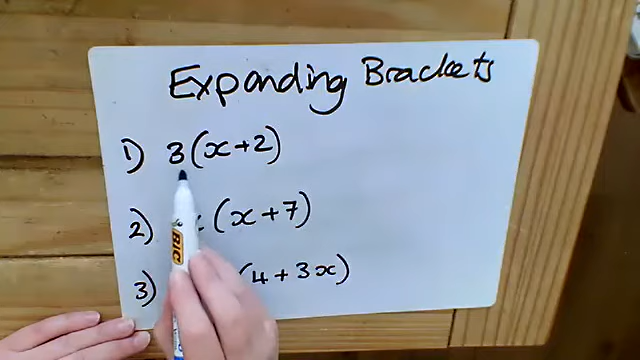 Expanding Brackets
1) 3(x+2)
2) (x+7)
3) (4+3x)
BIC